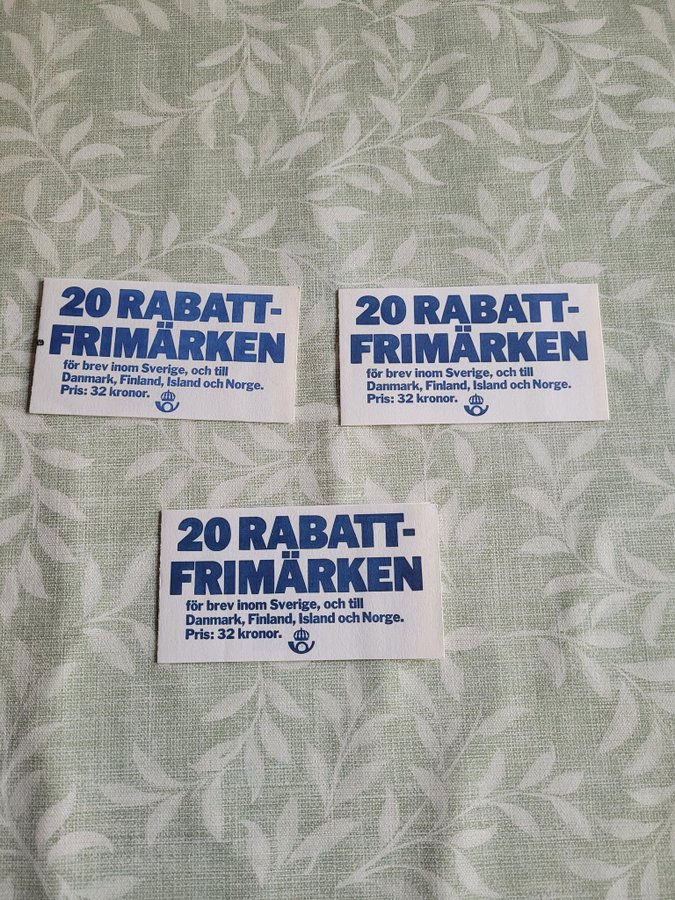 20 RABATT-
FRIMÄRKEN
för brev inom Sverige, och till
Danmark, Finland, Island och Norge.
Pris: 32 kronor.
20 RABATT-
FRIMÄRKEN
för brev inom Sverige, och till
Danmark, Finland, Island och Norge.
Pris: 32 kronor.
20 RABATT-
FRIMÄRKEN
för brev inom Sverige, och till
Danmark, Finland, Island och Norge.
Pris: 32 kronor.